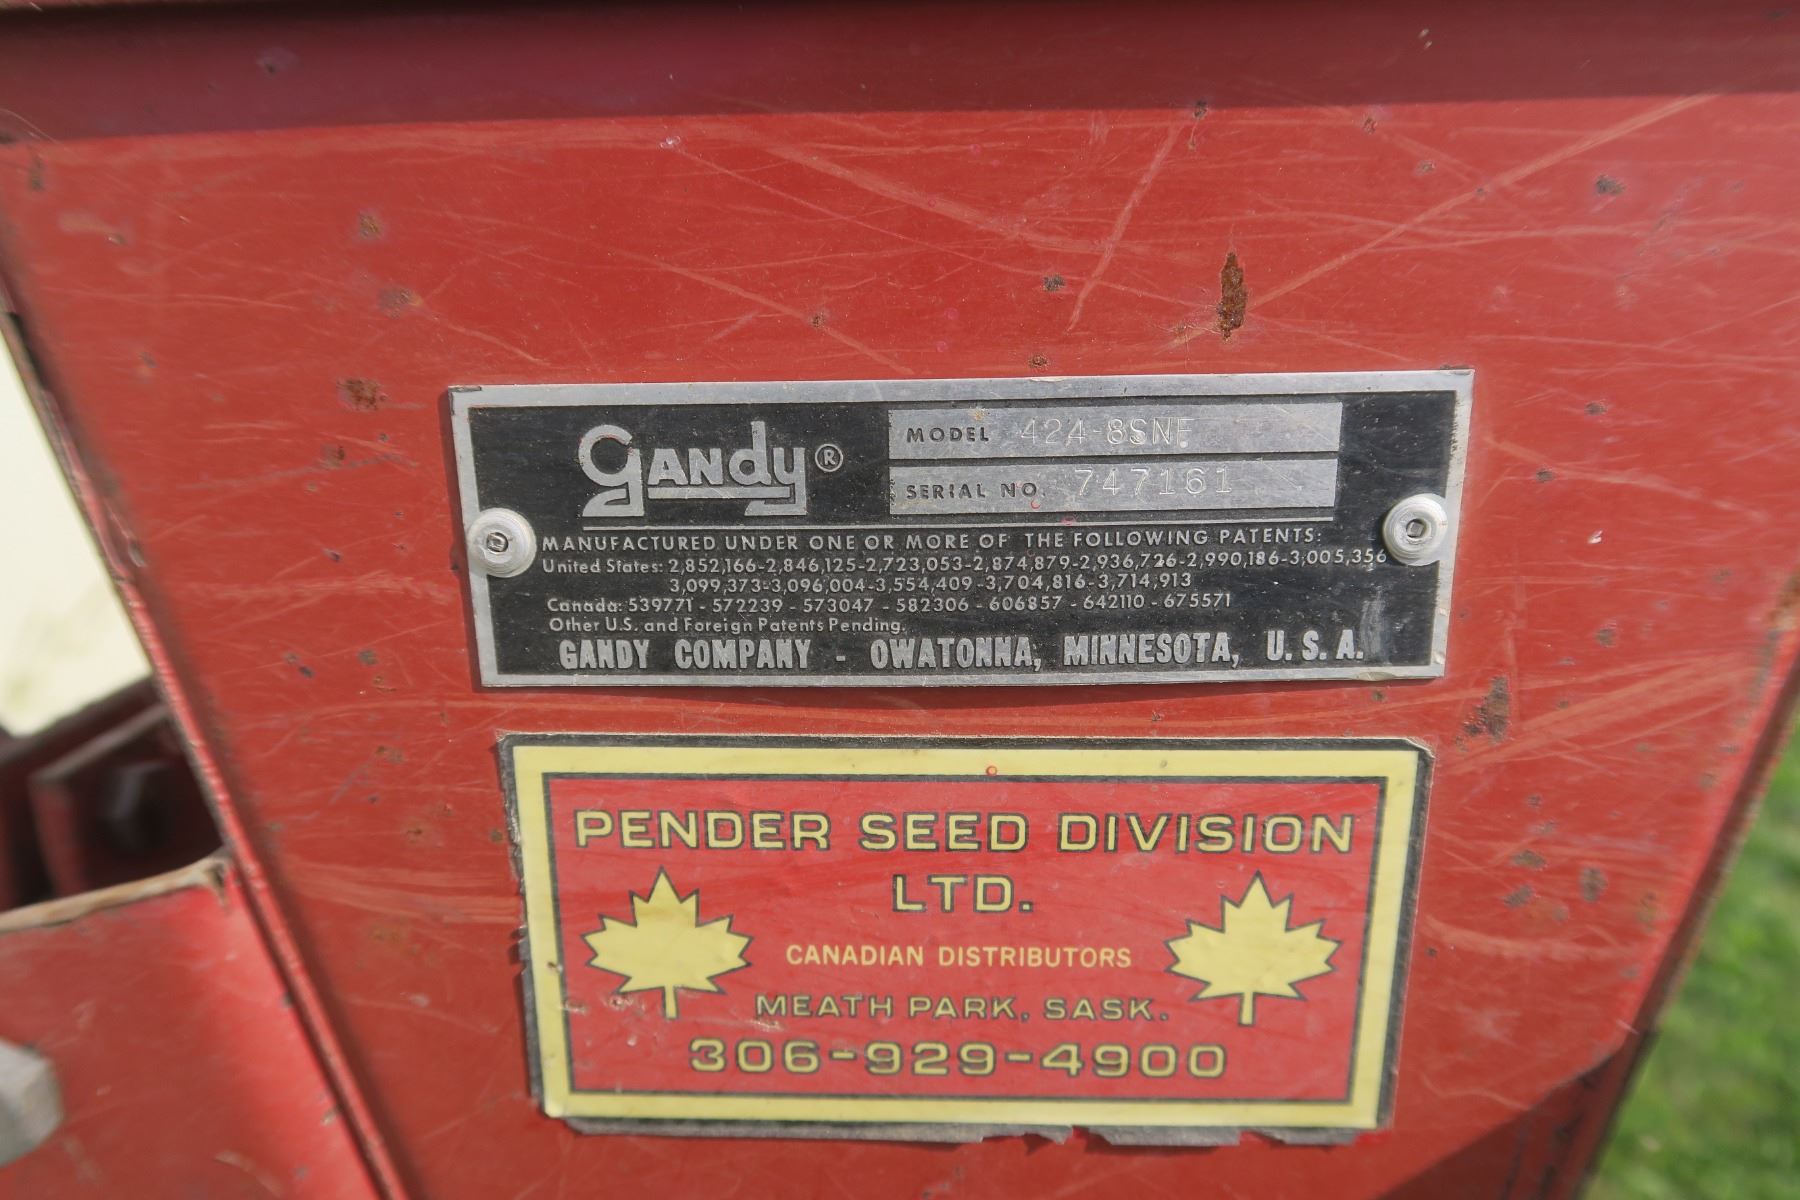 GANDY®
MODEL 424-8SNF
SERIAL NO. 747161
MANUFACTURED UNDER ONE OR MORE OF THE FOLLOWING PATENTS:
United States: 2,852,166-2,846,125-2,723,053-2,874,879-2,936,726-2,990,186-3,005,356
3,099,373-3,096,004-3,554,409-3,704,816-3,714,913
Canada: 539771 - 572239 - 573047 - 582306 - 606857 - 642110 - 675571
Other U.S. and Foreign Patents Pending.
GANDY COMPANY - OWATONNA, MINNESOTA, U.S.A.
PENDER SEED DIVISION
LTD.
CANADIAN DISTRIBUTORS
MEATH PARK, SASK.
306-929-4900